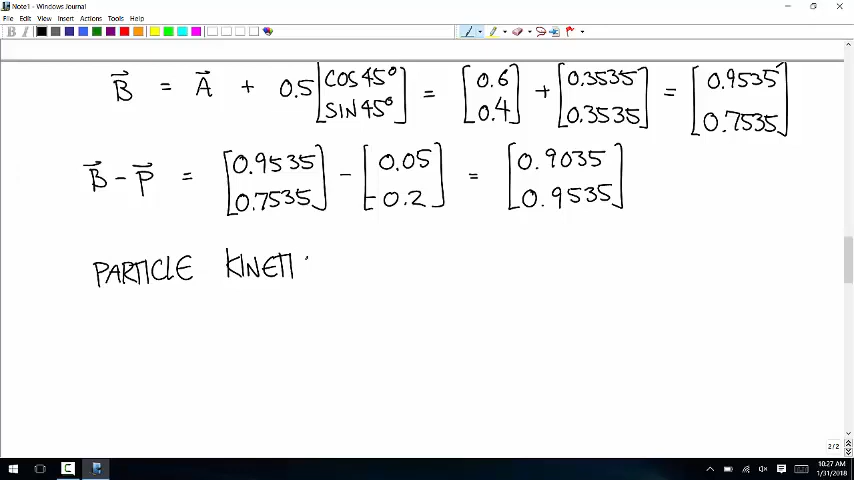 Note1 - Windows Journal
File Edit View Insert Actions Tools Help
B I
B⃗ = A⃗ + 0.5 [COS 45° SIN 45°] = [0.6 0.4] + [0.3535 0.3535] = [0.9535 0.7535]
B⃗ - P⃗ = [0.9535 0.7535] - [0.05 -0.2] = [0.9035 0.9535]
PARTICLE KINETI
2/2
10:27 AM
1/31/2018